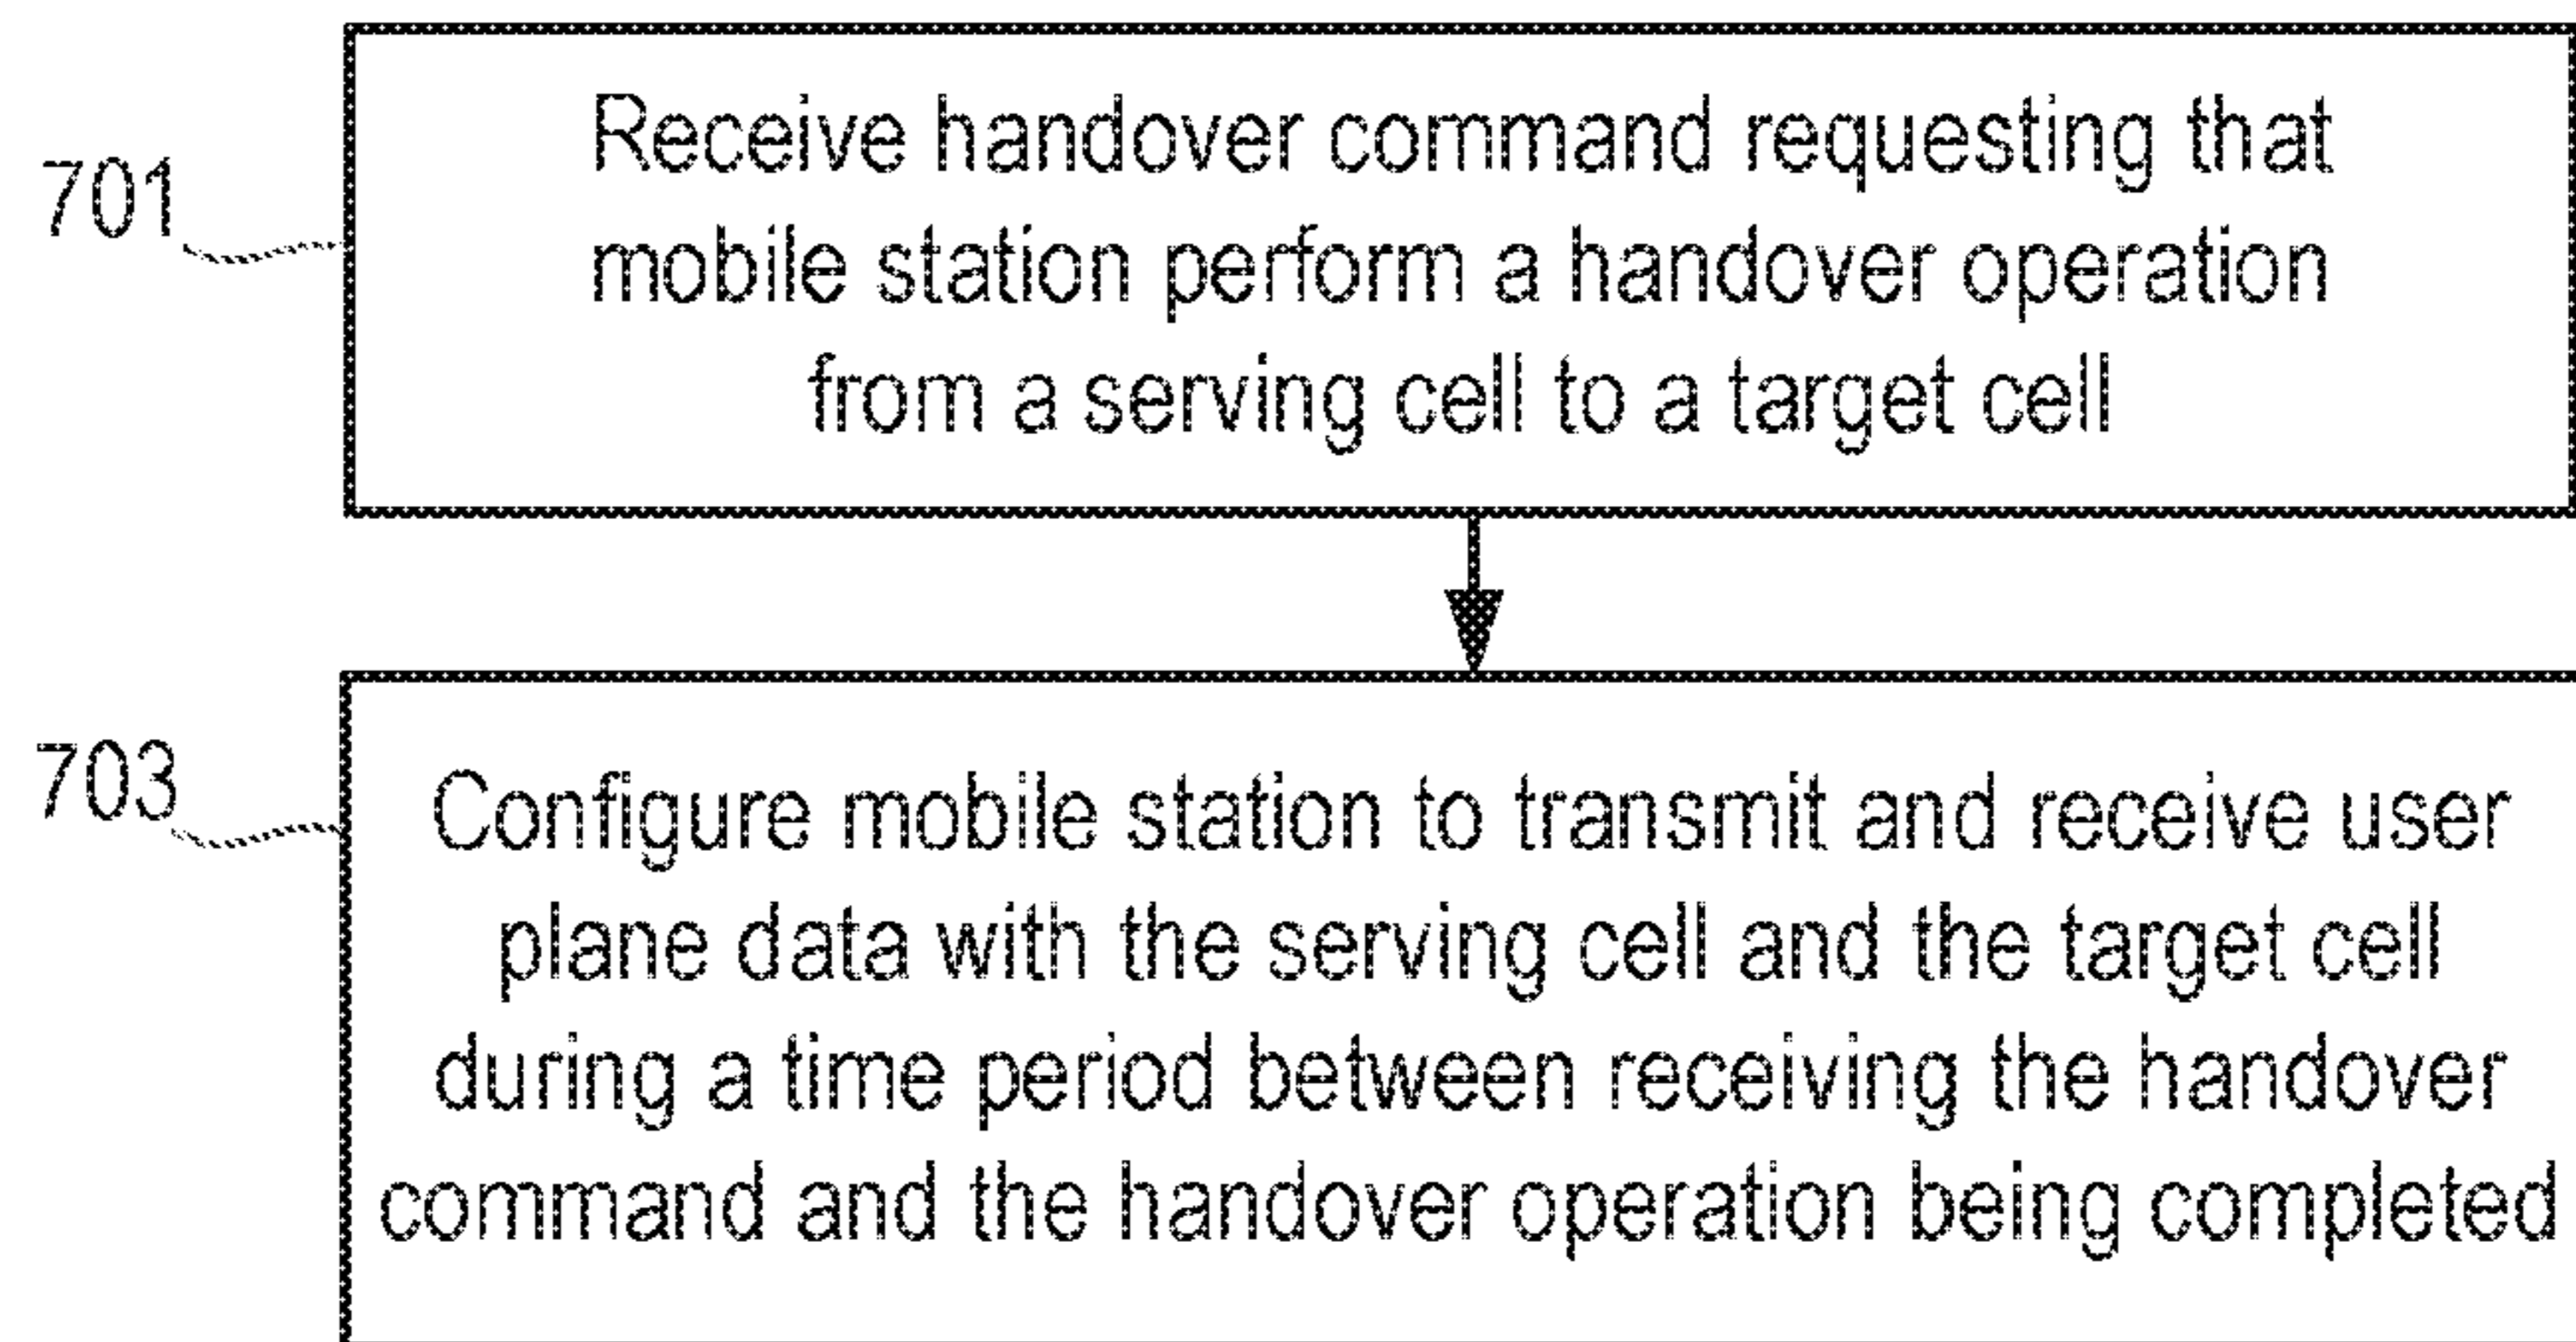 701
Receive handover command requesting that
mobile station perform a handover operation
from a serving cell to a target cell
703
Configure mobile station to transmit and receive user
plane data with the serving cell and the target cell
during a time period between receiving the handover
command and the handover operation being completed